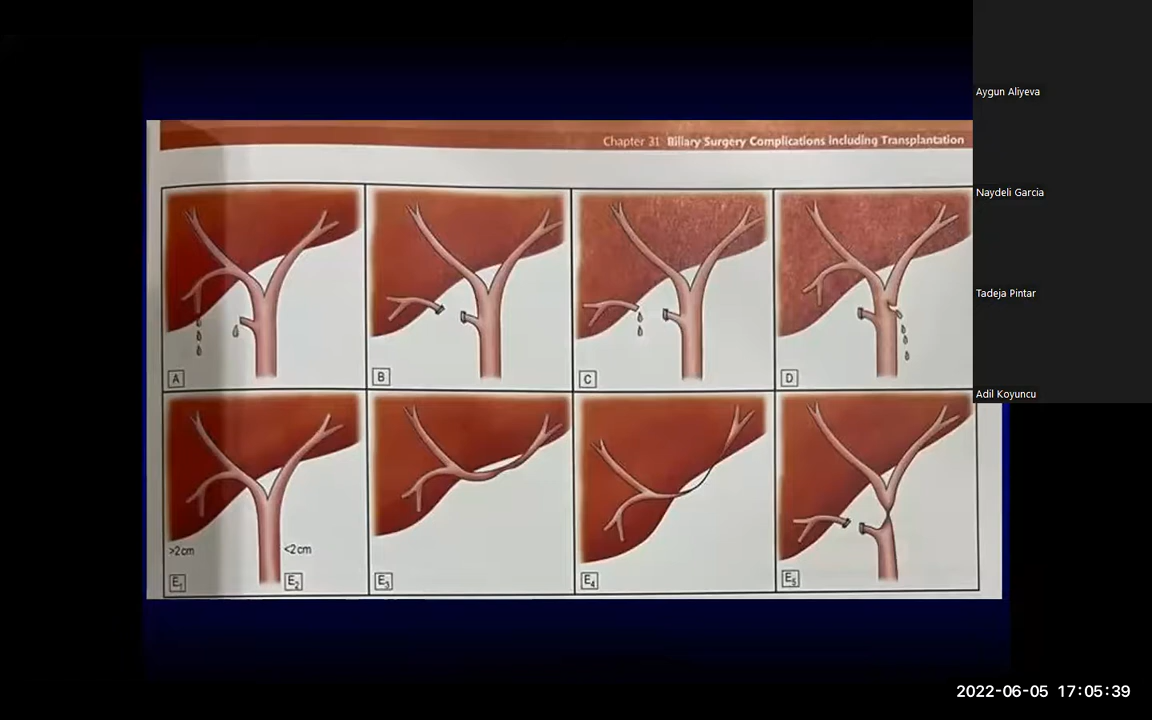 Chapter 31 Biliary Surgery Complications including Transplantation
Aygun Aliyeva
Naydeli Garcia
Tadeja Pintar
Adil Koyuncu
A
B
C
D
>2cm
<2cm
E1
E2
E3
E4
E5
2022-06-05 17:05:39